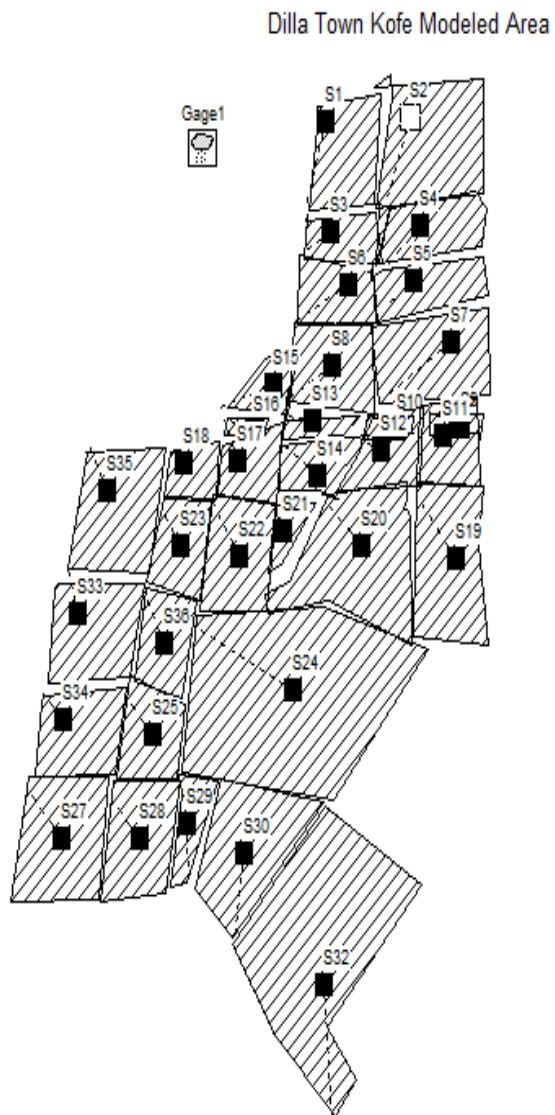 Dilla Town Kofe Modeled Area
S1
S2
Gage1
S3
S4
S6
S5
S7
S8
S15
S16
S13
S10
S12
S11
S18
S17
S14
S35
S21
S23
S22
S20
S19
S33
S36
S24
S34
S25
S27
S28
S29
S30
S32